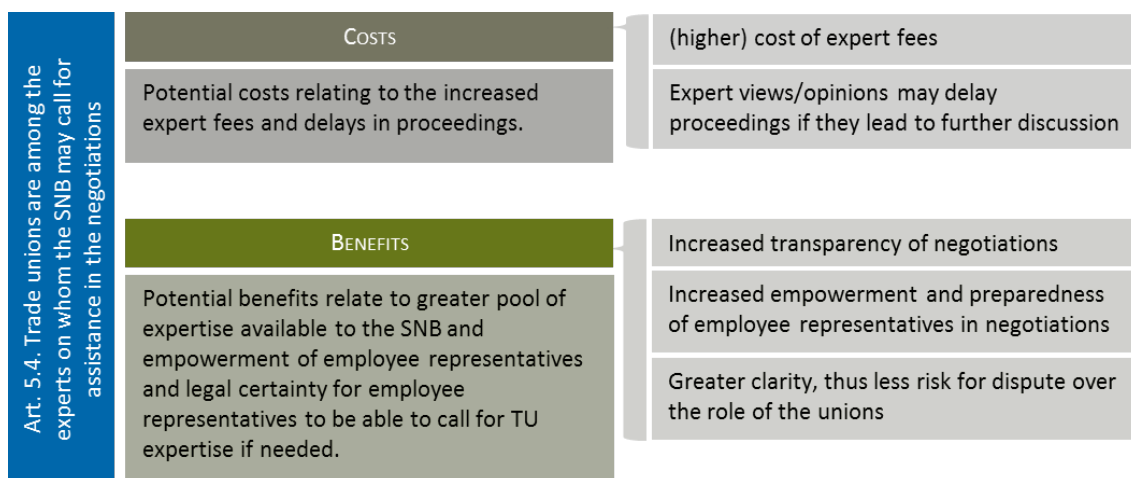 Art. 5.4. Trade unions are among the
experts on whom the SNB may call for
assistance in the negotiations
COSTS
Potential costs relating to the increased
expert fees and delays in proceedings.
(higher) cost of expert fees
Expert views/opinions may delay
proceedings if they lead to further discussion
BENEFITS
Potential benefits relate to greater pool of
expertise available to the SNB and
empowerment of employee representatives
and legal certainty for employee
representatives to be able to call for TU
expertise if needed.
Increased transparency of negotiations
Increased empowerment and preparedness
of employee representatives in negotiations
Greater clarity, thus less risk for dispute over
the role of the unions